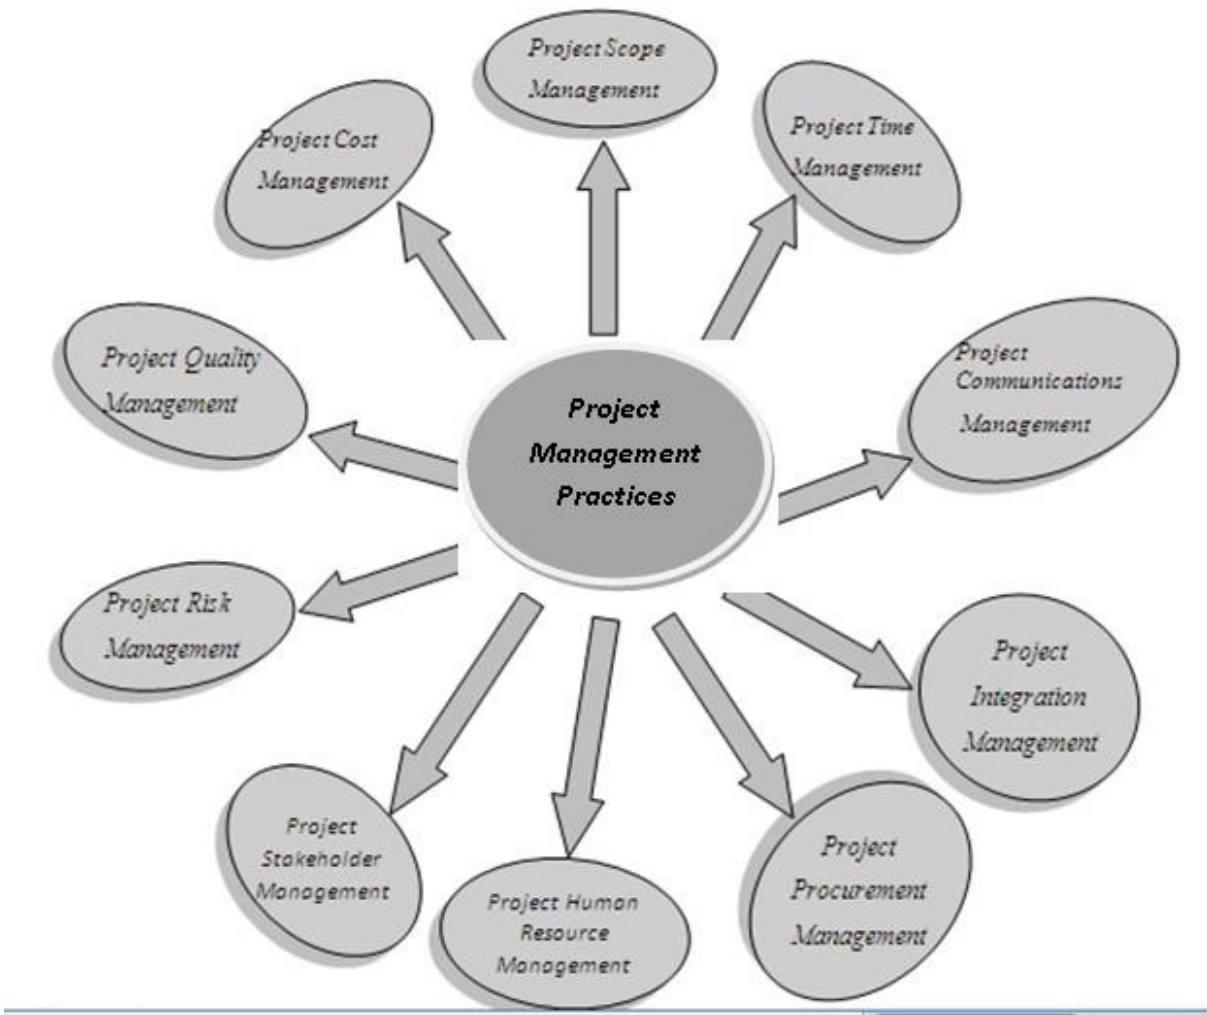 Project Scope
Management
Project Cost
Management
Project Time
Management
Project Quality
Management
Project
Communications
Management
Project
Management
Practices
Project Risk
Management
Project
Integration
Management
Project
Stakeholder
Management
Project Human
Resource
Management
Project
Procurement
Management